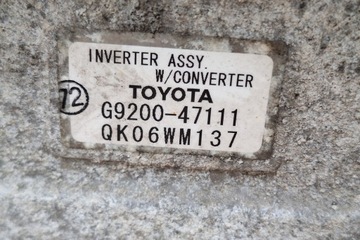 INVERTER ASSY.
W/CONVERTER
72 TOYOTA
G9200-47111
QK06WM137